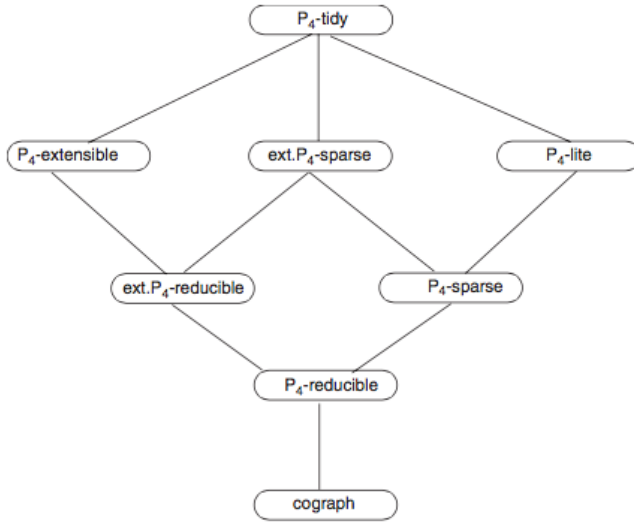 P₄-tidy
P₄-extensible
ext.P₄-sparse
P₄-lite
ext.P₄-reducible
P₄-sparse
P₄-reducible
cograph